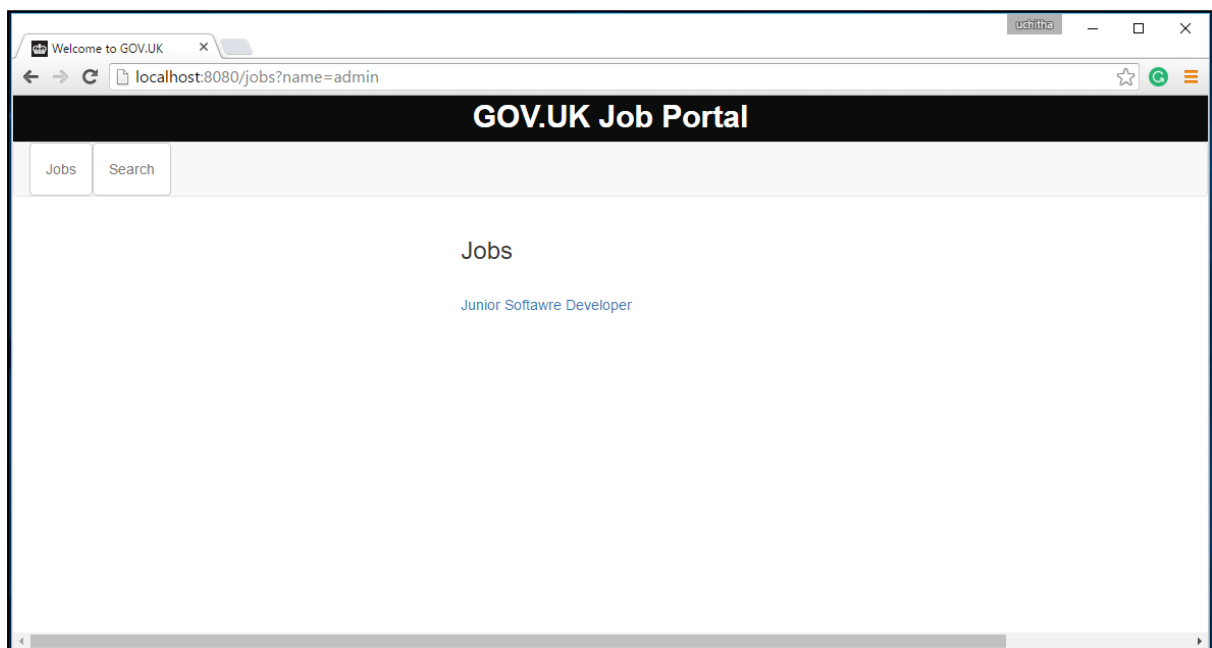 uchitha
Welcome to GOV.UK
localhost:8080/jobs?name=admin
GOV.UK Job Portal
Jobs Search
Jobs
Junior Softawre Developer